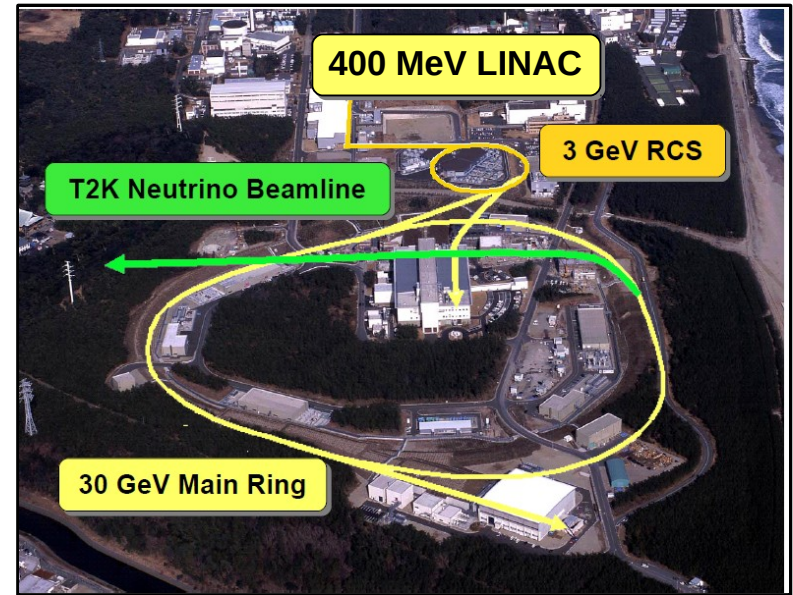 400 MeV LINAC
3 GeV RCS
T2K Neutrino Beamline
30 GeV Main Ring